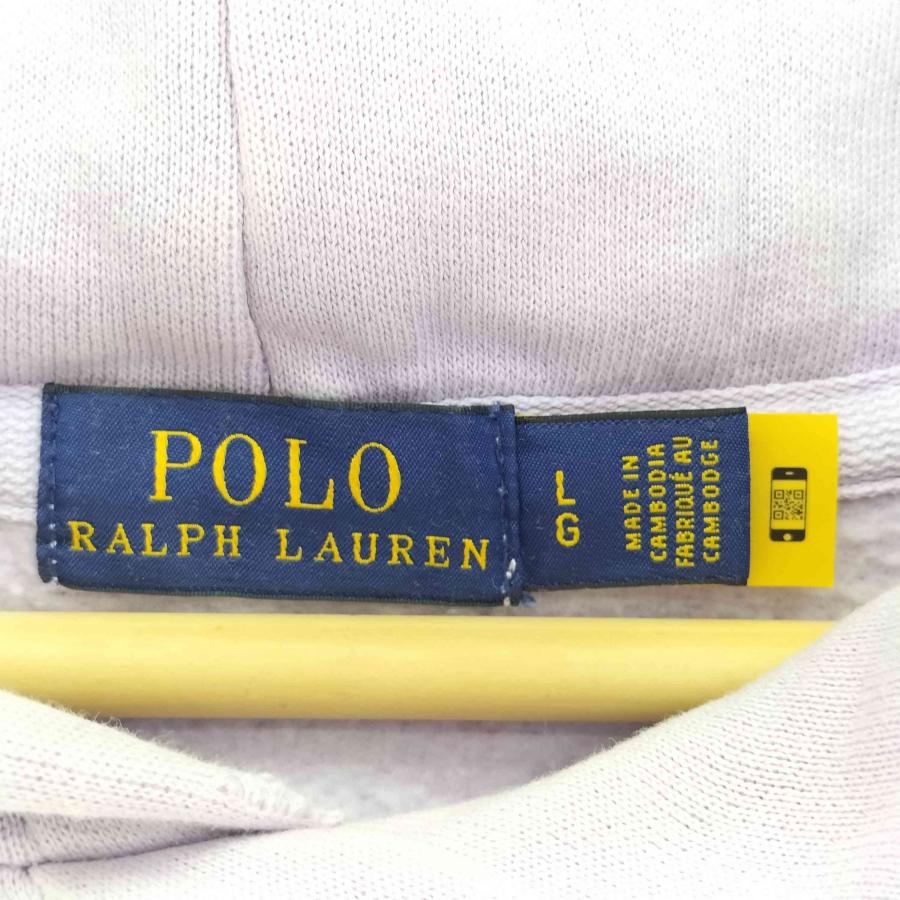 POLO
RALPH LAUREN
L
G
MADE IN
CAMBODIA
FABRIQUÉ AU
CAMBODGE